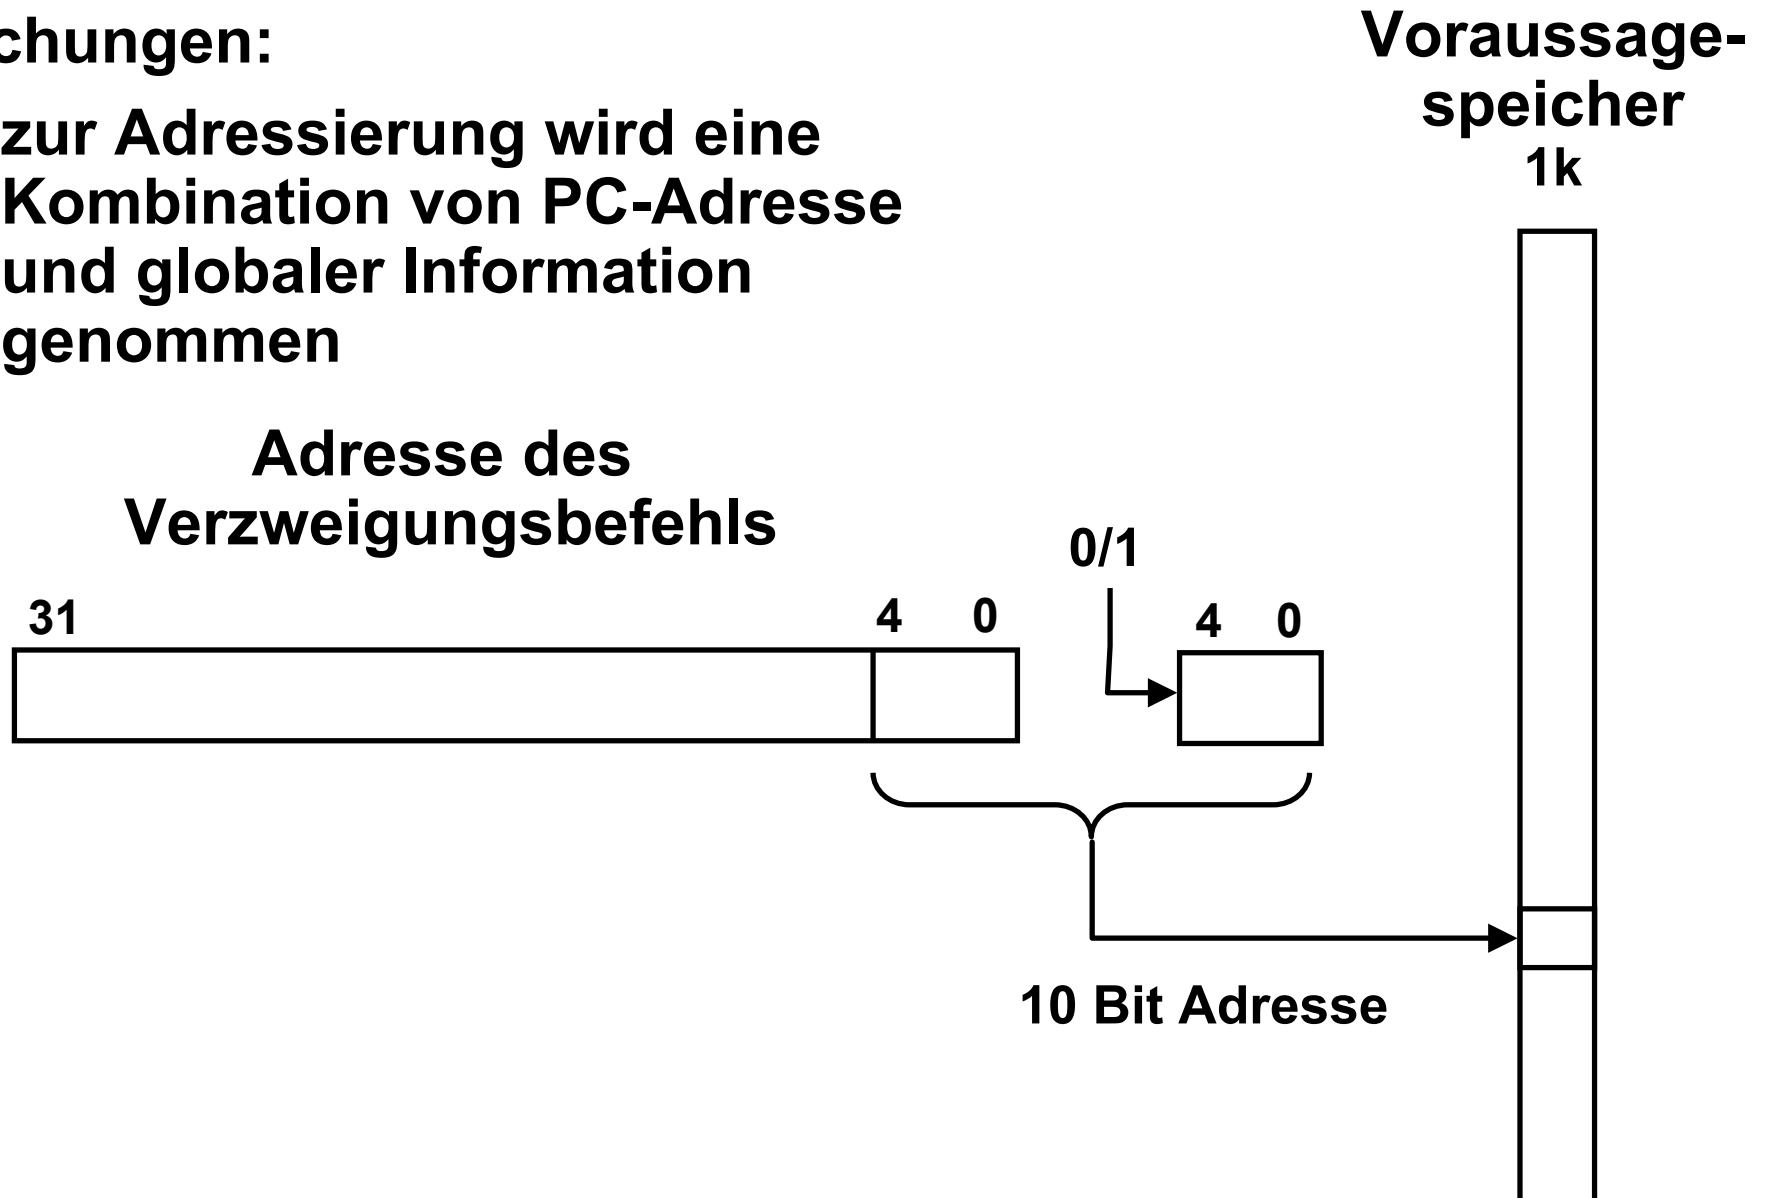 chungen:
zur Adressierung wird eine
Kombination von PC-Adresse
und globaler Information
genommen
Voraussage-
speicher
1k
Adresse des
Verzweigungsbefehls
0/1
31 4 0
4 0
10 Bit Adresse